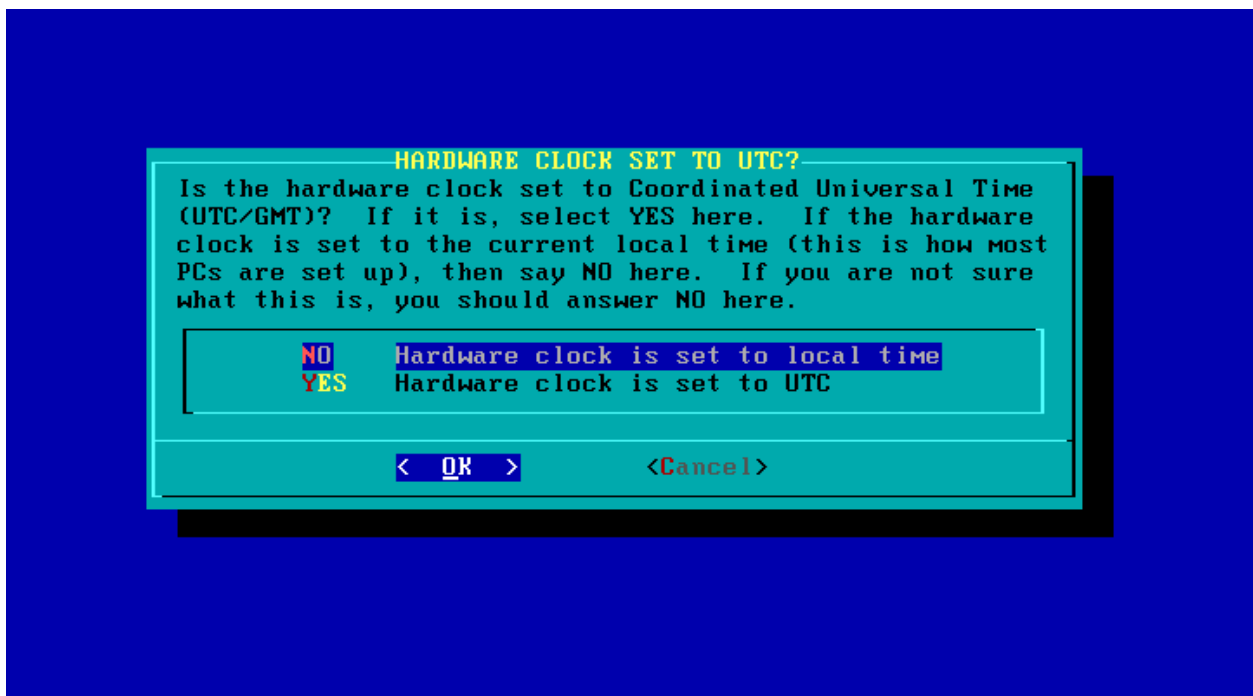 HARDWARE CLOCK SET TO UTC?
Is the hardware clock set to Coordinated Universal Time
(UTC/GMT)?  If it is, select YES here.  If the hardware
clock is set to the current local time (this is how most
PCs are set up), then say NO here.  If you are not sure
what this is, you should answer NO here.
NO Hardware clock is set to local time
YES Hardware clock is set to UTC
< OK > <Cancel>